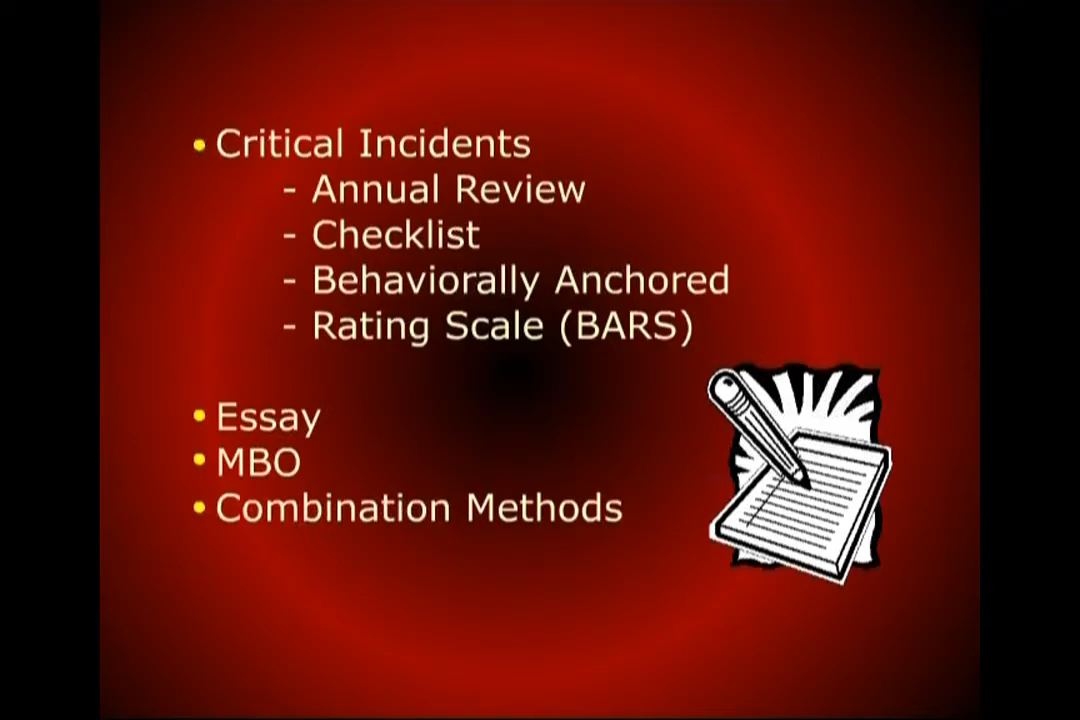 • Critical Incidents
- Annual Review
- Checklist
- Behaviorally Anchored
- Rating Scale (BARS)
• Essay
• MBO
• Combination Methods